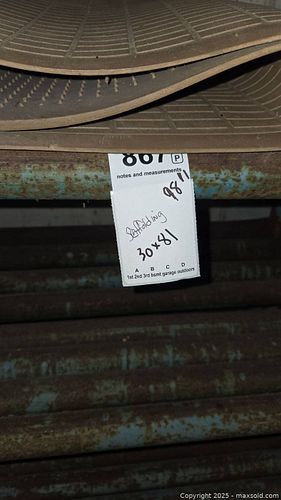 867 P
notes and measurements
98"
Scaffolding
30x81
A B C D
1st 2nd 3rd bsmt garage outdoors
Copyright © 2025 - maxsold.com